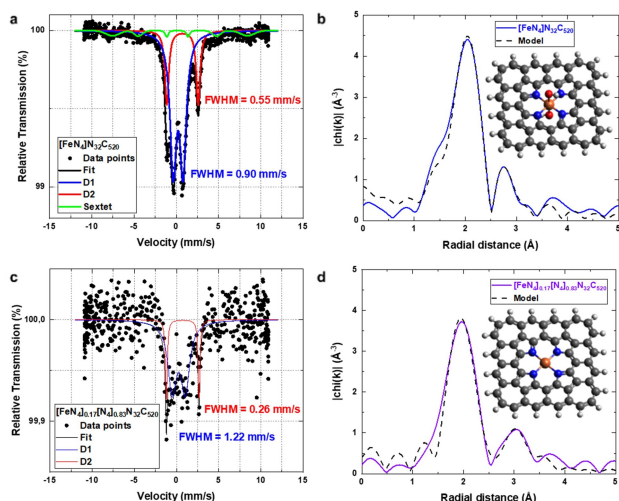 a
100
99
Relative Transmission (%)
FWHM = 0.55 mm/s
FWHM = 0.90 mm/s
[FeN₄]N₃₂C₅₂₀
Data points
Fit
D1
D2
Sextet
-15 -10 -5 0 5 10 15
Velocity (mm/s)
b
|chi(k)| (Å⁻³)
5
4
3
2
1
0
[FeN₄]N₃₂C₅₂₀
Model
0 1 2 3 4 5
Radial distance (Å)
c
100,0
99,9
Relative Transmission (%)
FWHM = 0.26 mm/s
FWHM = 1.22 mm/s
[FeN₄]₀.₁₇[N₄]₀.₈₃N₃₂C₅₂₀
Data points
Fit
D1
D2
-15 -10 -5 0 5 10 15
Velocity (mm/s)
d
|chi(k)| (Å⁻³)
5
4
3
2
1
0
[FeN₄]₀.₁₇[N₄]₀.₈₃N₃₂C₅₂₀
Model
0 1 2 3 4 5
Radial distance (Å)